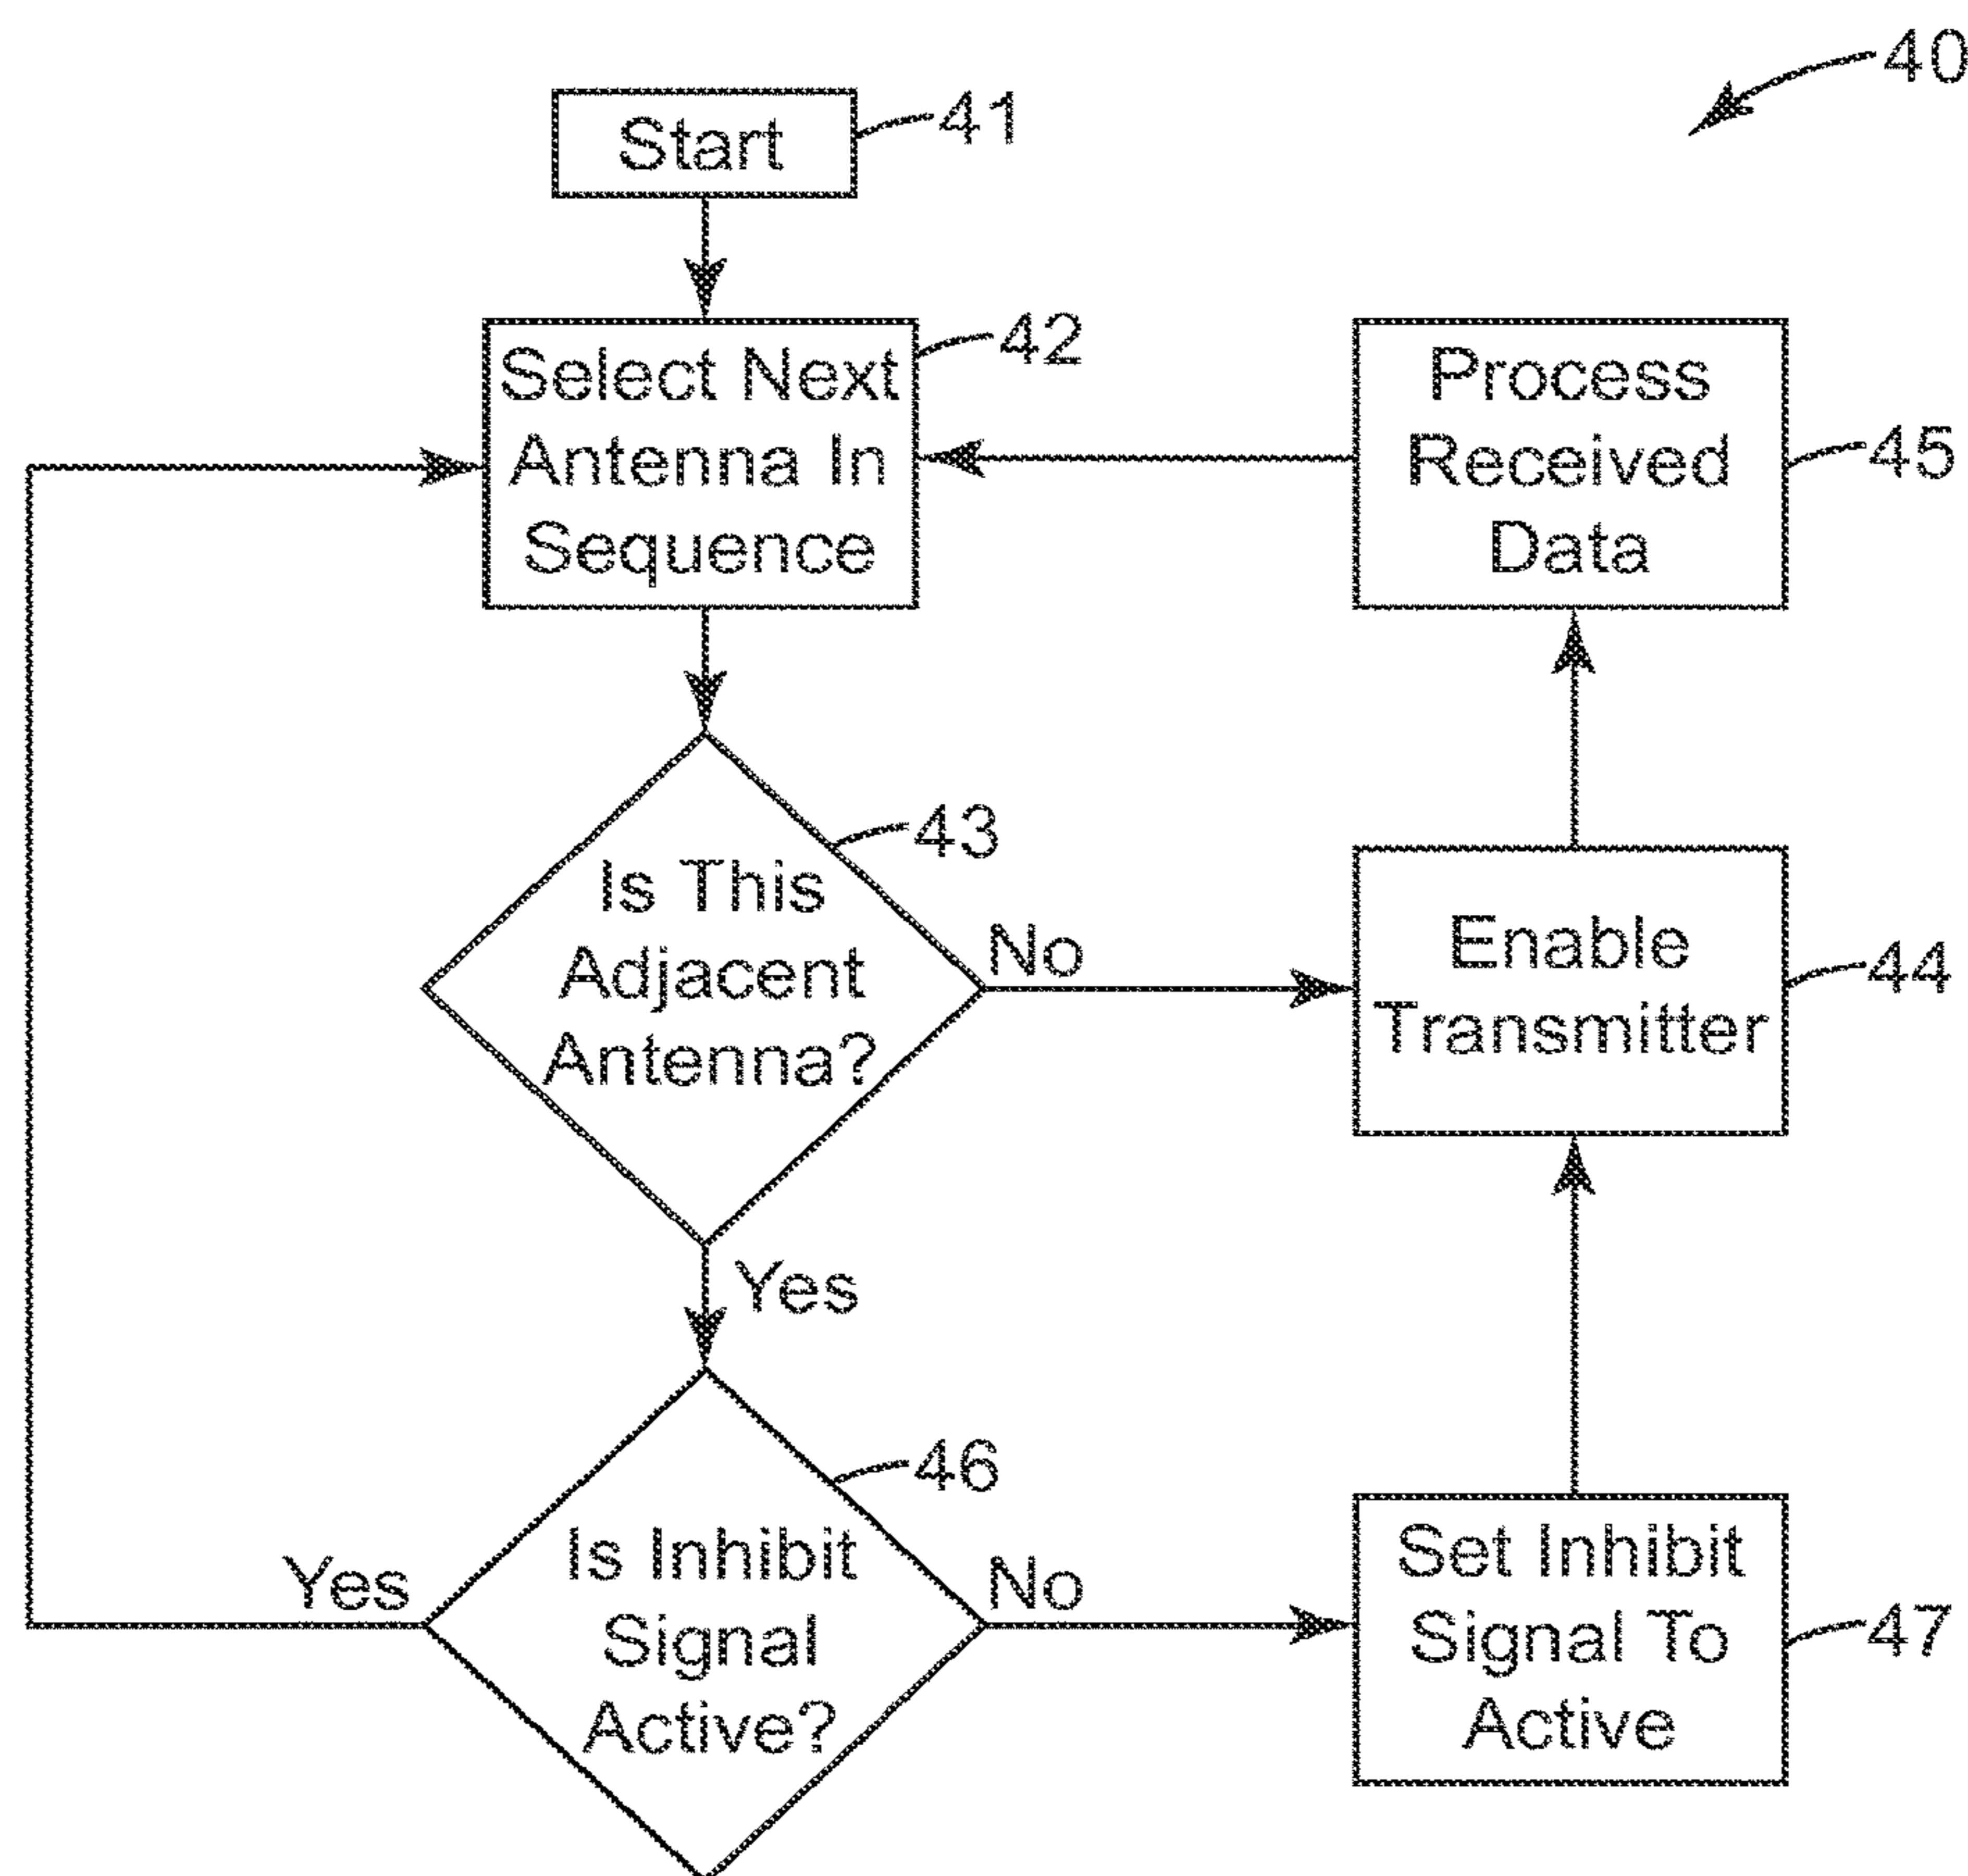 40
Start
41
Select Next
Antenna In
Sequence
42
Process
Received
Data
45
Is This
Adjacent
Antenna?
43
No
Enable
Transmitter
44
Yes
Is Inhibit
Signal
Active?
46
Yes
No
Set Inhibit
Signal To
Active
47